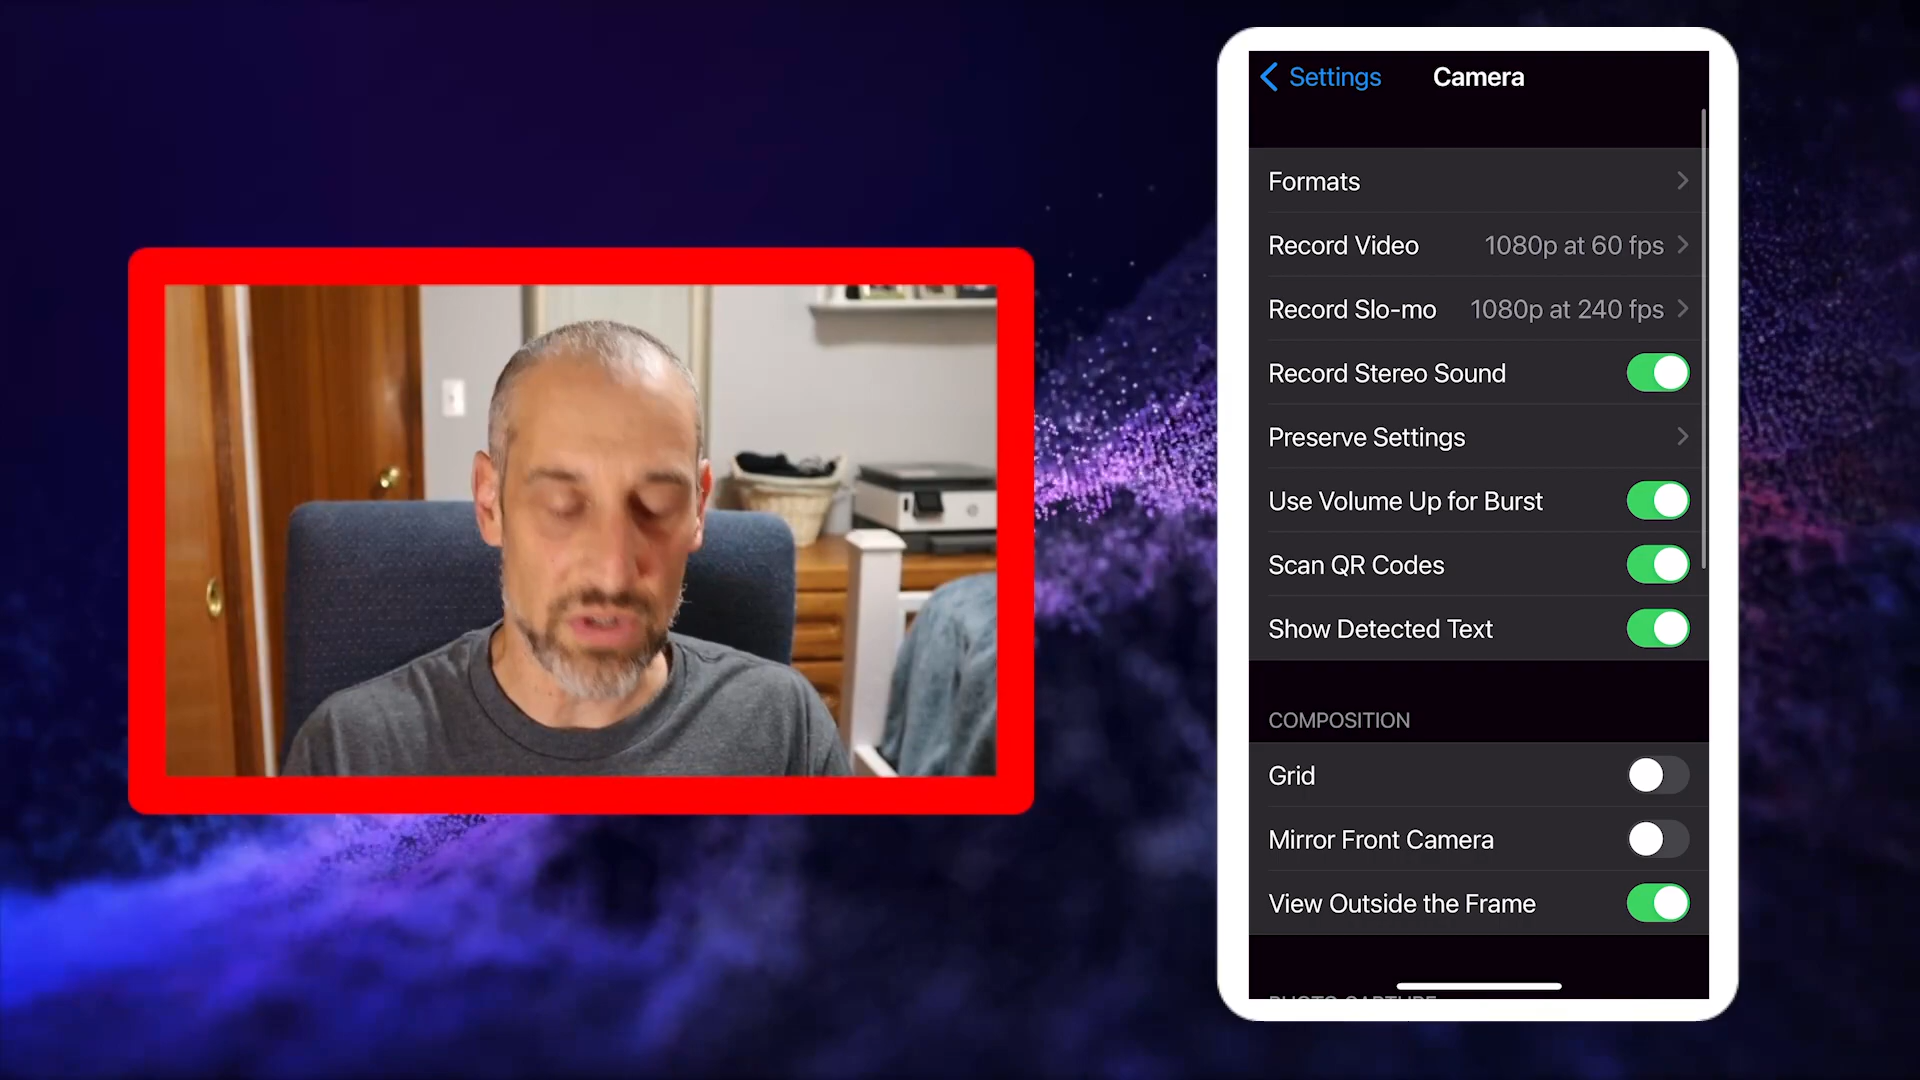 Settings
Camera
Formats
Record Video 1080p at 60 fps
Record Slo-mo 1080p at 240 fps
Record Stereo Sound
Preserve Settings
Use Volume Up for Burst
Scan QR Codes
Show Detected Text
COMPOSITION
Grid
Mirror Front Camera
View Outside the Frame
PHOTO CAPTURE